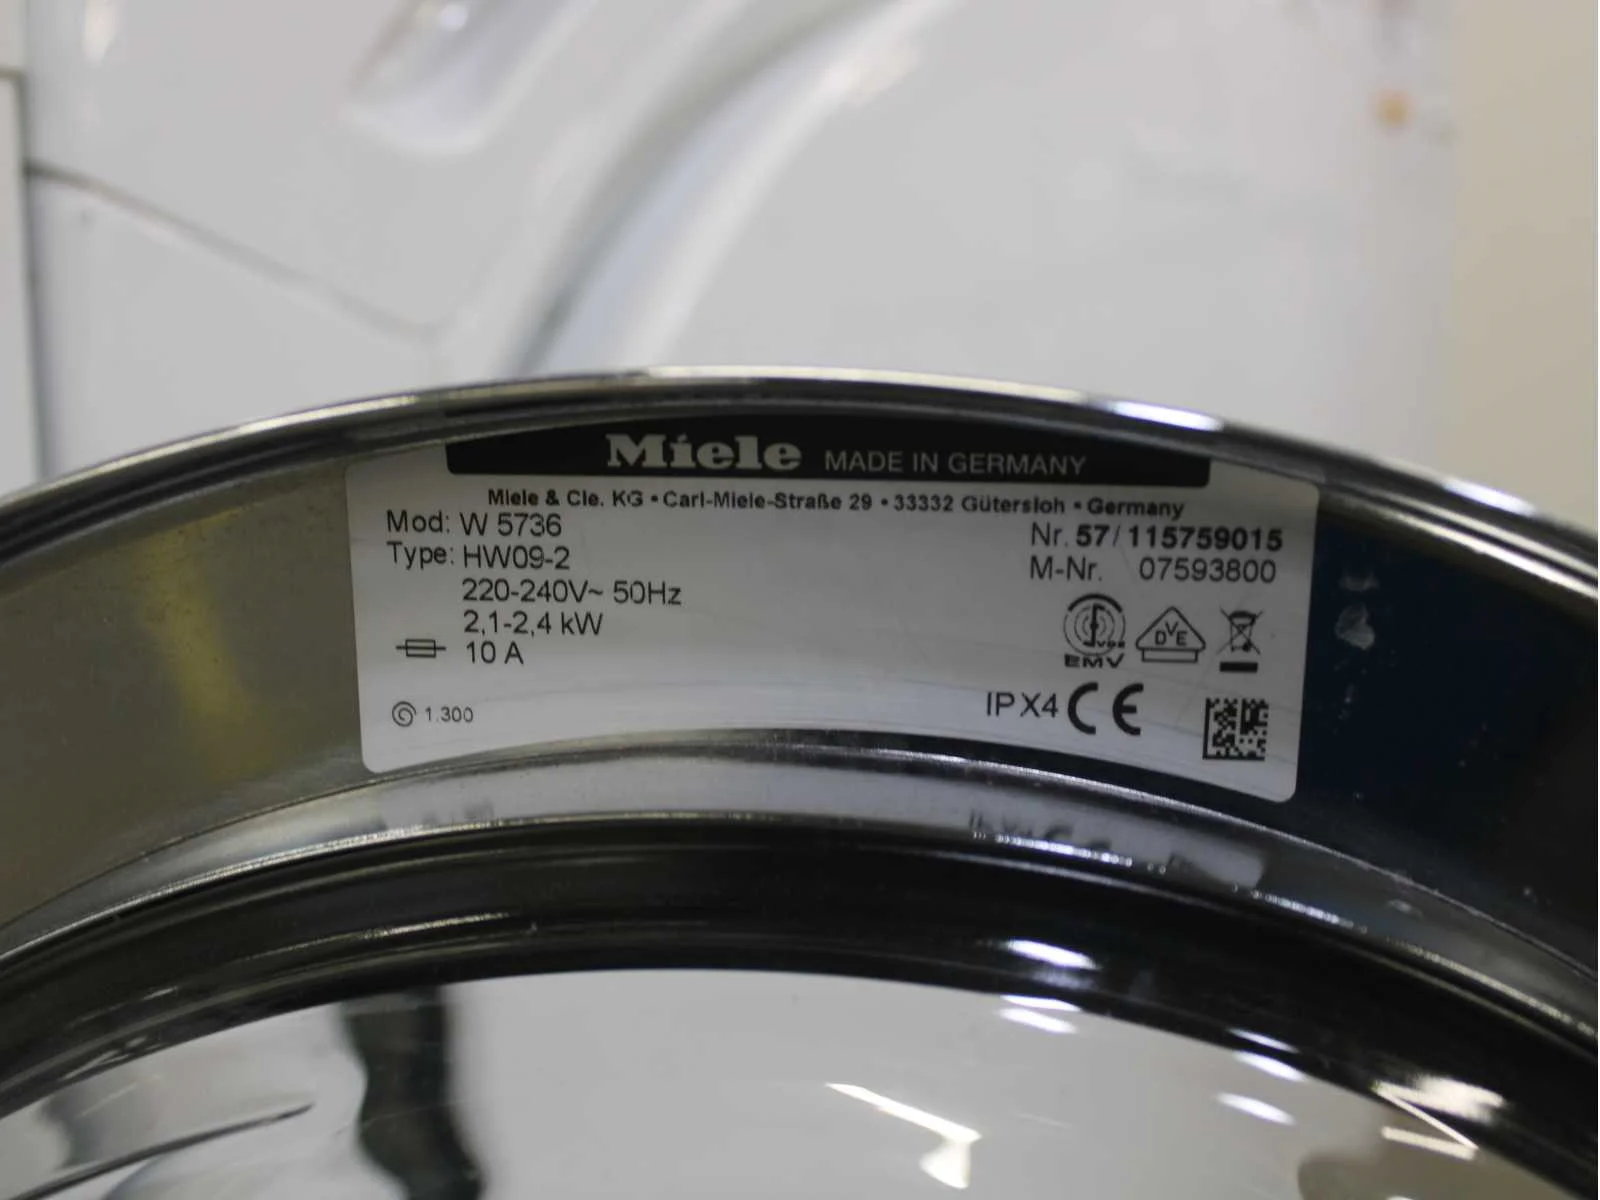 Miele MADE IN GERMANY
Miele & Cie. KG • Carl-Miele-Straße 29 • 33332 Gütersloh • Germany
Mod: W 5736
Type: HW09-2
220-240V~ 50Hz
2,1-2,4 kW
10 A
1.300
Nr. 57/115759015
M-Nr. 07593800
EMV
DVE
IPX4 CE